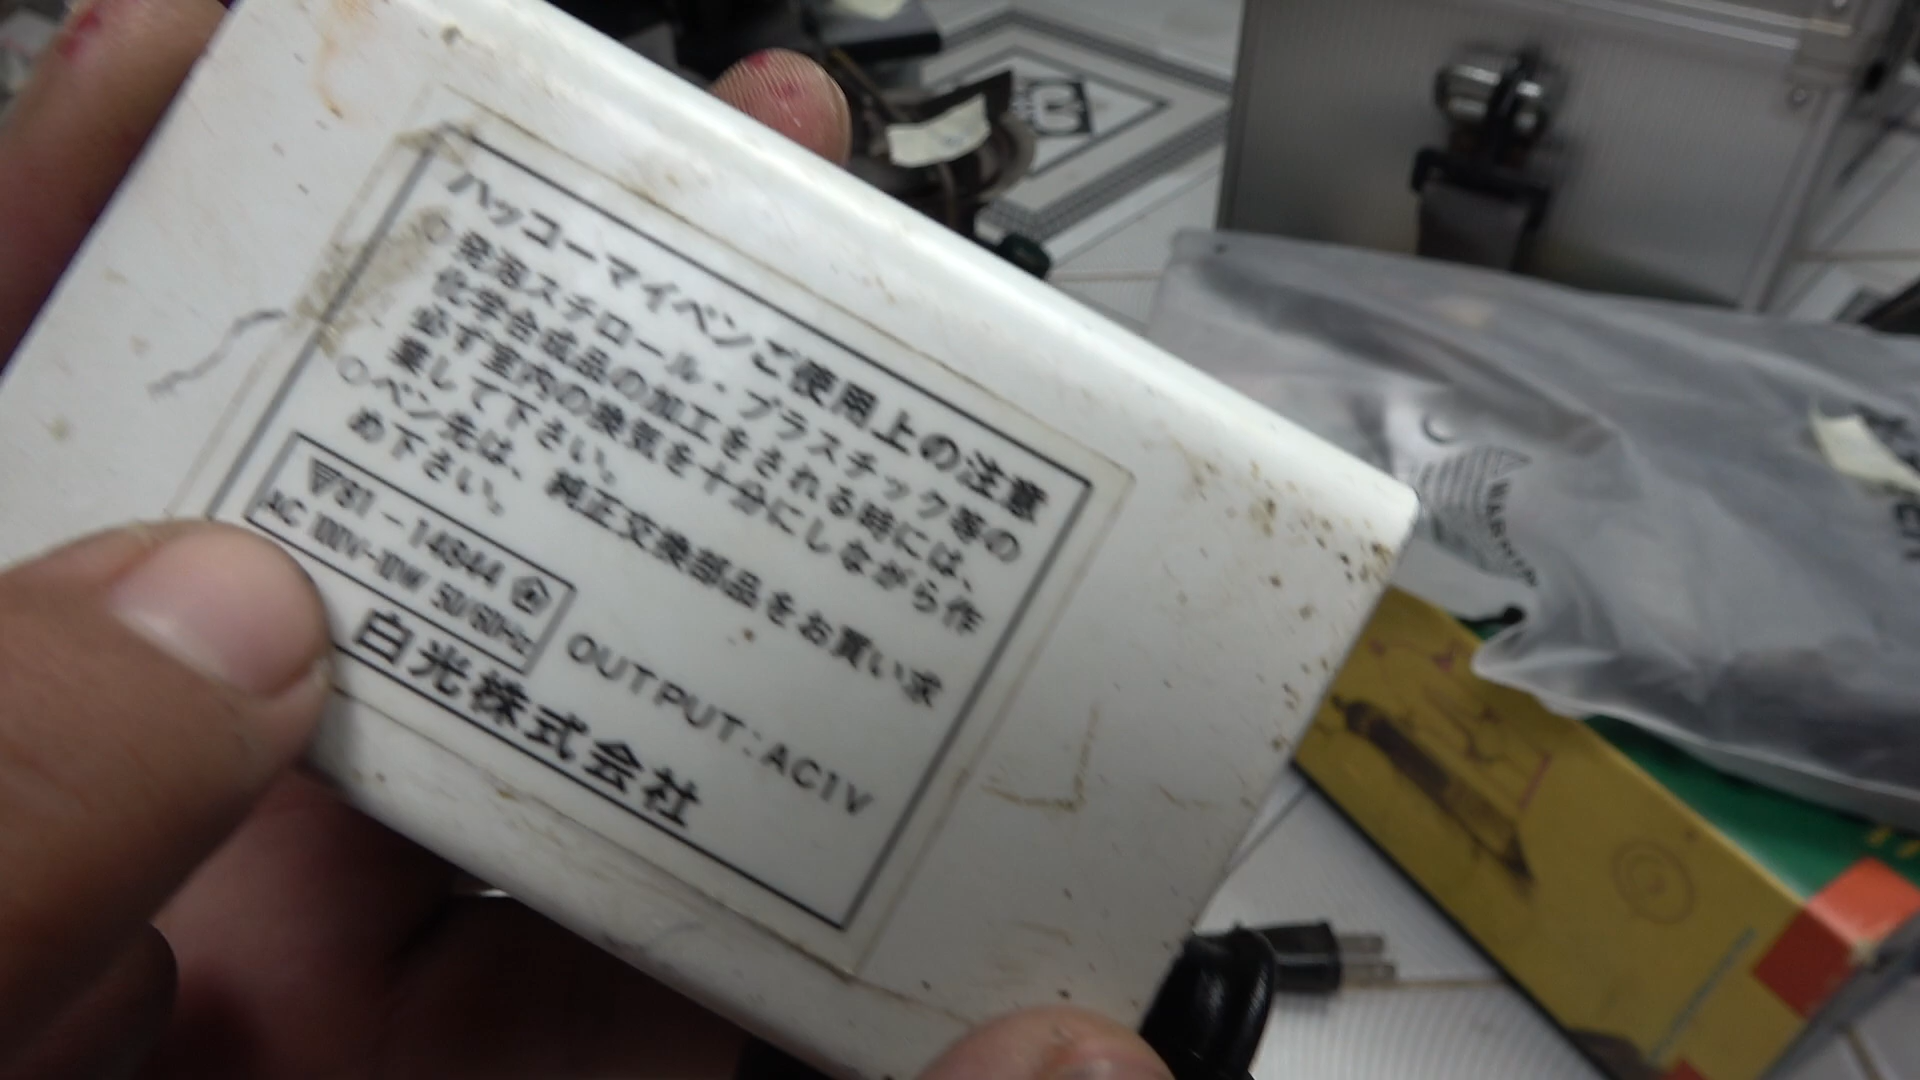 ハッコーマイペンご使用上の注意
○発泡スチロール・プラスチック等の
化学合成品の加工をされる時には、
必ず室内の換気を十分にしながら作
業して下さい。
○ペン先は、純正交換部品をお買い求
め下さい。
▽81-14844
AC 100V-10W 50/60Hz
OUTPUT:AC1V
白光株式会社